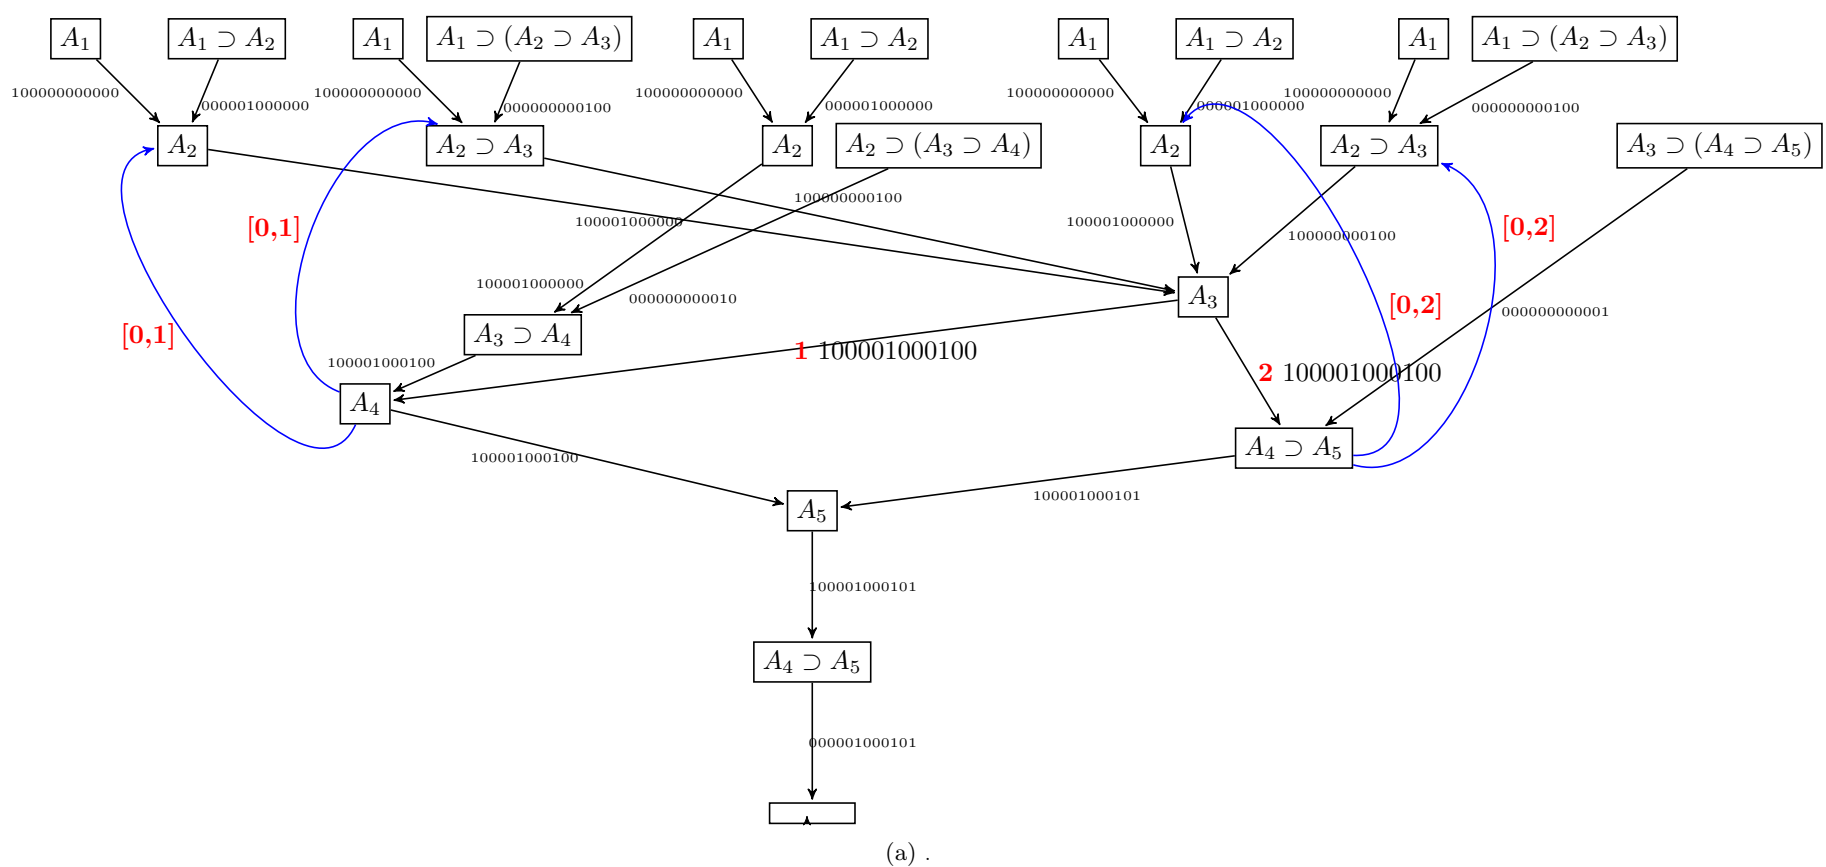 A₁ A₁ ⊃ A₂ A₁ A₁ ⊃ (A₂ ⊃ A₃) A₁ A₁ ⊃ A₂ A₁ A₁ ⊃ A₂ A₁ A₁ ⊃ (A₂ ⊃ A₃)
100000000000 000001000000 100000000000 000000000100 100000000000 000001000000 100000000000 000001000000 100000000000 000000000100
A₂ A₂ ⊃ A₃ A₂ A₂ ⊃ (A₃ ⊃ A₄) A₂ A₂ ⊃ A₃ A₃ ⊃ (A₄ ⊃ A₅)
100000000100
[0,1] 100001000000 100001000000 100000000100 [0,2]
100001000000 000000000010 A₃ [0,2] 000000000001
[0,1] A₃ ⊃ A₄ 1 100001000100
100001000100 2 100001000100
A₄
100001000100 A₄ ⊃ A₅
100001000101
A₅
100001000101
A₄ ⊃ A₅
000001000101
(a) .